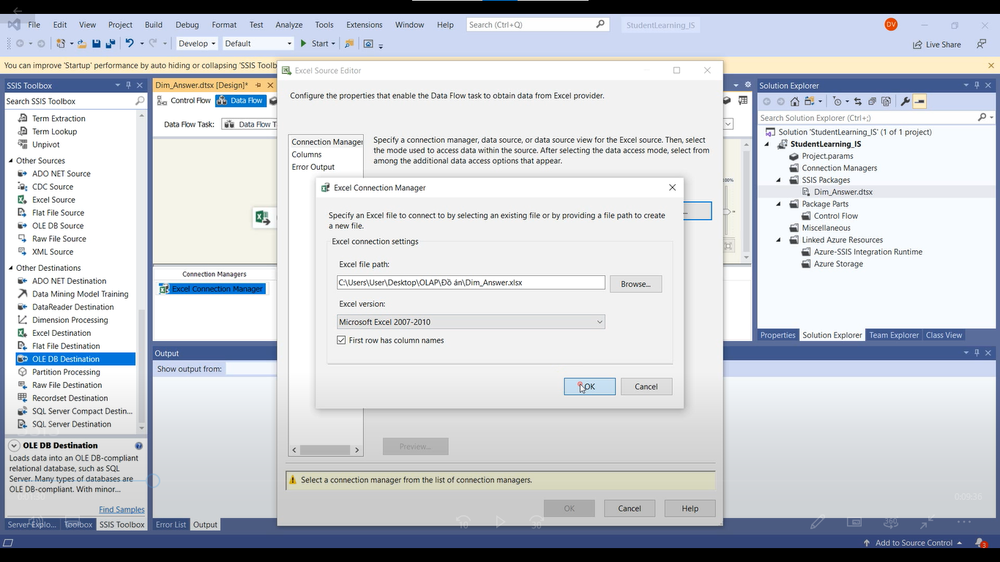 File Edit View Project Build Debug Format Test Analyze Tools Extensions Window Help Search (Ctrl+Q) StudentLearning_IS DV
Develop Default Start Live Share
You can improve 'Startup' performance by auto hiding or collapsing 'SSIS Toolb
SSIS Toolbox
Search SSIS Toolbox
Term Extraction
Term Lookup
Unpivot
Other Sources
ADO NET Source
CDC Source
Excel Source
Flat File Source
OLE DB Source
Raw File Source
XML Source
Other Destinations
ADO NET Destination
Data Mining Model Training
DataReader Destination
Dimension Processing
Excel Destination
Flat File Destination
OLE DB Destination
Partition Processing
Raw File Destination
Recordset Destination
SQL Server Compact Destin...
SQL Server Destination
OLE DB Destination
Loads data into an OLE DB-compliant
relational database, such as SQL
Server. Many types of databases are
OLE DB-compliant. With minor...
Find Samples
Server Explo... Toolbox SSIS Toolbox
Dim_Answer.dtsx [Design]*
Control Flow Data Flow
Data Flow Task: Data Flow T
100%
Connection Managers
Excel Connection Manager
Output
Show output from:
Error List Output
Excel Source Editor
Configure the properties that enable the Data Flow task to obtain data from Excel provider.
Connection Manager
Columns
Error Output
Specify a connection manager, data source, or data source view for the Excel source. Then, select
the mode used to access data within the source. After selecting the data access mode, select from
among the additional data access options that appear.
Excel Connection Manager
Specify an Excel file to connect to by selecting an existing file or by providing a file path to create
a new file.
Excel connection settings
Excel file path:
C:\Users\User\Desktop\OLAP\Đồ án\Dim_Answer.xlsx
Browse...
Excel version:
Microsoft Excel 2007-2010
First row has column names
OK Cancel
Preview...
Select a connection manager from the list of connection managers.
OK Cancel Help
Solution Explorer
Search Solution Explorer (Ctrl+;)
Solution 'StudentLearning_IS' (1 of 1 project)
StudentLearning_IS
Project.params
Connection Managers
SSIS Packages
Dim_Answer.dtsx
Package Parts
Control Flow
Miscellaneous
Linked Azure Resources
Azure-SSIS Integration Runtime
Azure Storage
Properties Solution Explorer Team Explorer Class View
0:01:30
0:09:36
10 30 360
Add to Source Control 3